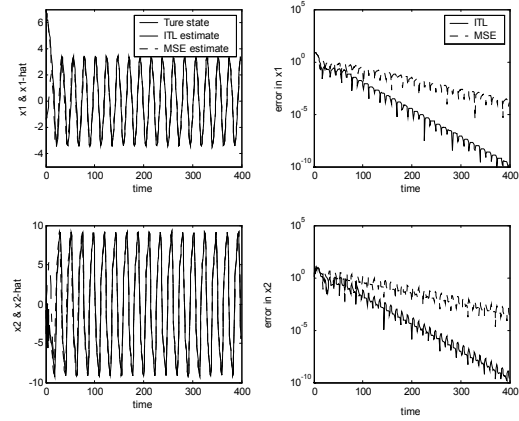 Ture state
ITL estimate
MSE estimate
x1 & x1-hat
6
4
2
0
-2
-4
0 100 200 300 400
time
ITL
MSE
error in x1
10^5
10^0
10^-5
10^-10
0 100 200 300 400
time
x2 & x2-hat
10
5
0
-5
-10
0 100 200 300 400
time
error in x2
10^5
10^0
10^-5
10^-10
0 100 200 300 400
time